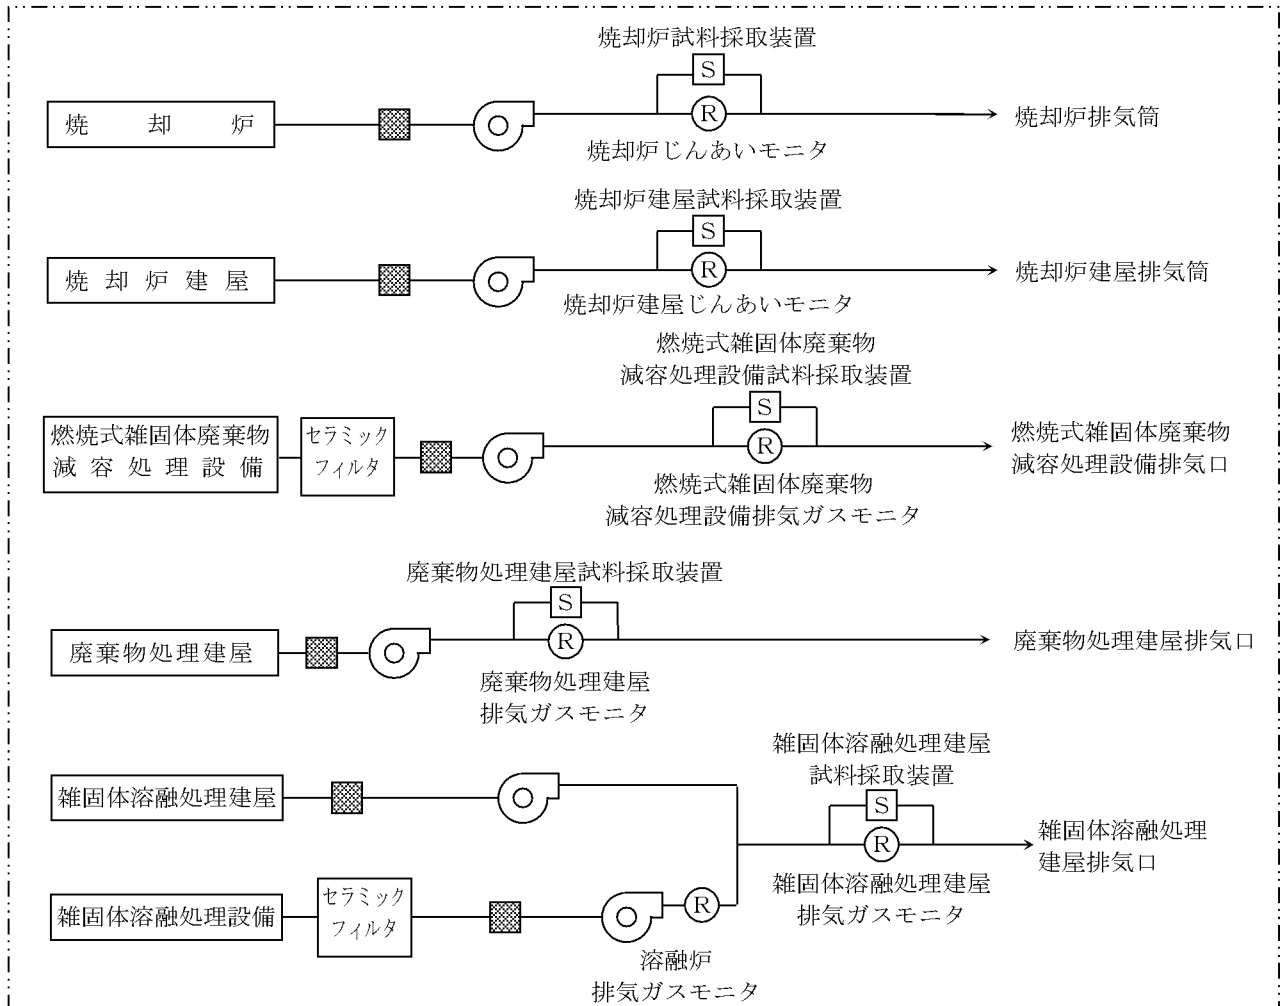 焼却炉試料採取装置
S
焼却炉
R
焼却炉排気筒
焼却炉じんあいモニタ
焼却炉建屋試料採取装置
S
焼却炉建屋
R
焼却炉建屋排気筒
焼却炉建屋じんあいモニタ
燃焼式雑固体廃棄物
減容処理設備試料採取装置
S
燃焼式雑固体廃棄物
減容処理設備
セラミック
フィルタ
R
燃焼式雑固体廃棄物
減容処理設備排気口
燃焼式雑固体廃棄物
減容処理設備排気ガスモニタ
廃棄物処理建屋試料採取装置
S
廃棄物処理建屋
R
廃棄物処理建屋排気口
廃棄物処理建屋
排気ガスモニタ
雑固体溶融処理建屋
試料採取装置
雑固体溶融処理建屋
S
R
雑固体溶融処理
建屋排気口
雑固体溶融処理建屋
排気ガスモニタ
雑固体溶融処理設備
セラミック
フィルタ
R
溶融炉
排気ガスモニタ